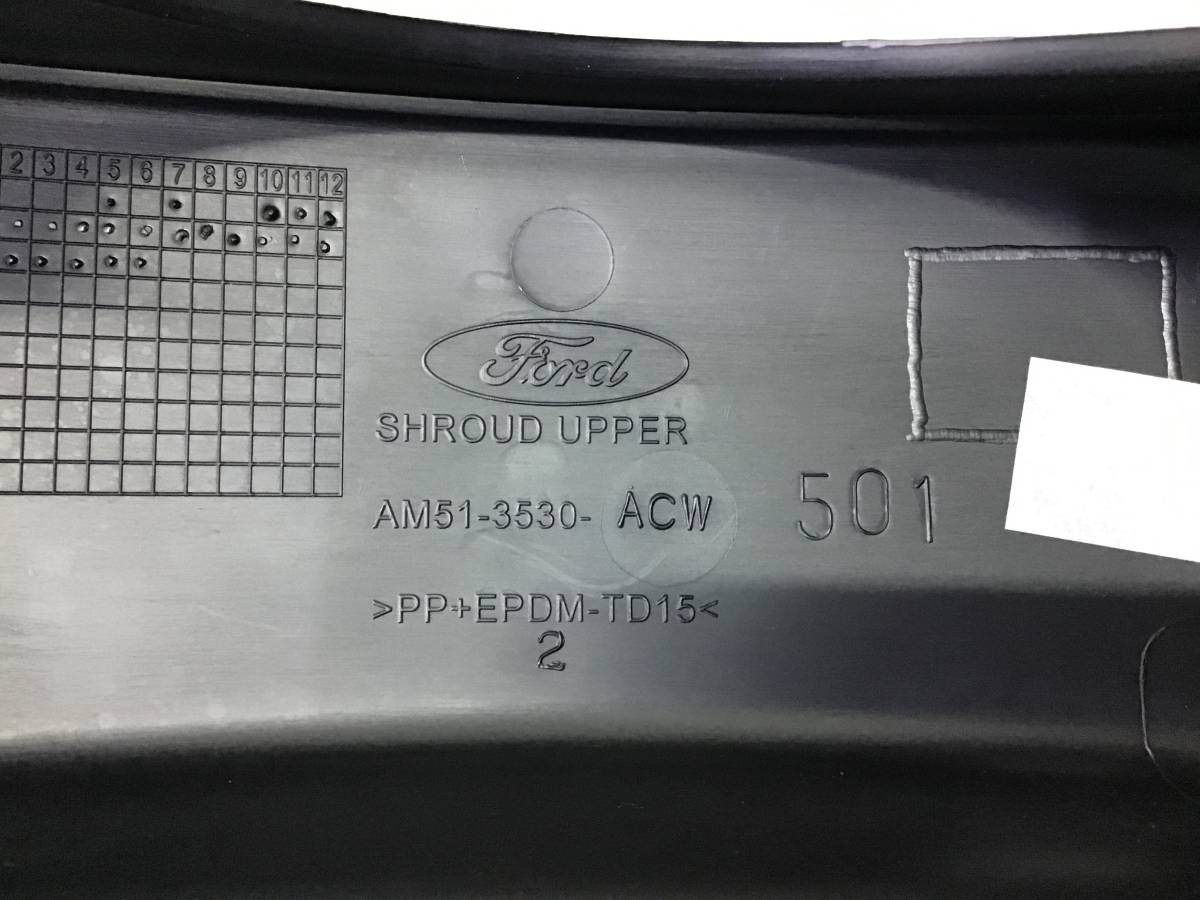 2 3 4 5 6 7 8 9 10 11 12
Ford
SHROUD UPPER
AM51-3530- ACW
501
>PP+EPDM-TD15<
2